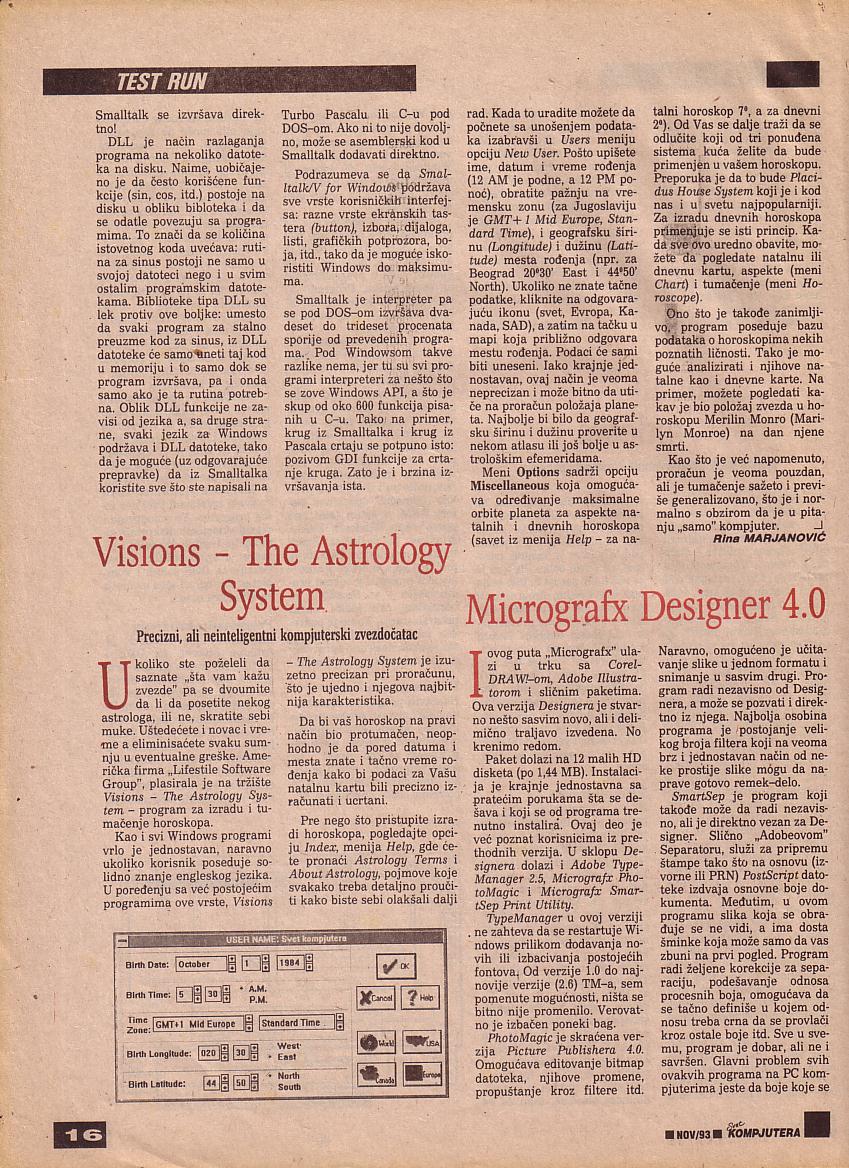 TEST RUN
Smalltalk se izvršava direk-
tno!
DLL je način razlaganja
programa na nekoliko datote-
ka na disku. Naime, uobičaje-
no je da često korišćene fun-
kcije (sin, cos, itd.) postoje na
disku u obliku biblioteka i da
se odatle povezuju sa progra-
mima. To znači da se količina
istovetnog koda uvećava: ruti-
na za sinus postoji ne samo u
svojoj datoteci nego i u svim
ostalim programskim datote-
kama. Biblioteke tipa DLL su
lek protiv ove boljke: umesto
da svaki program za stalno
preuzme kod za sinus, iz DLL
datoteke će samo uneti taj kod
u memoriju i to samo dok se
program izvršava, pa i onda
samo ako je ta rutina potreb-
na. Oblik DLL funkcije ne za-
visi od jezika a, sa druge stra-
ne, svaki jezik za Windows
podržava i DLL datoteke, tako
da je moguće (uz odgovarajuće
prepravke) da iz Smalltalka
koristite sve što ste napisali na
Turbo Pascalu ili C-u pod
DOS-om. Ako ni to nije dovolj-
no, može se asemblerski kod u
Smalltalk dodavati direktno.
Podrazumeva se da Smal-
ltalk/V for Windows podržava
sve vrste korisničkih interfej-
sa: razne vrste ekranskih tas-
tera (button), izbora, dijaloga,
listi, grafičkih potprozora, bo-
ja, itd., tako da je moguće isko-
ristiti Windows do maksimu-
ma.
Smalltalk je interpreter pa
se pod DOS-om izvršava dva-
deset do trideset procenata
sporije od prevedenih progra-
ma. Pod Windowsom takve
razlike nema, jer tu su svi pro-
grami interpreteri za nešto što
se zove Windows API, a što je
skup od oko 600 funkcija pisa-
nih u C-u. Tako na primer,
krug iz Smalltalka i krug iz
Pascala crtaju se potpuno isto:
pozivom GDI funkcije za crta-
nje kruga. Zato je i brzina iz-
vršavanja ista.
Visions – The Astrology
System
Precizni, ali neinteligentni kompjuterski zvezdočatac
Ukoliko ste poželeli da
saznate „šta vam kažu
zvezde" pa se dvoumite
da li da posetite nekog
astrologa, ili ne, skratite sebi
muke. Uštedećete i novac i vre-
me a eliminisaćete svaku sum-
nju u eventualne greške. Ame-
rička firma „Lifestile Software
Group", plasirala je na tržište
Visions – The Astrology Sys-
tem – program za izradu i tu-
mačenje horoskopa.
Kao i svi Windows programi
vrlo je jednostavan, naravno
ukoliko korisnik poseduje so-
lidno znanje engleskog jezika.
U poređenju sa već postojećim
programima ove vrste, Visions
– The Astrology System je izu-
zetno precizan pri proračunu,
što je ujedno i njegova najbit-
nija karakteristika.
Da bi vaš horoskop na pravi
način bio protumačen, neop-
hodno je da pored datuma i
mesta znate i tačno vreme ro-
đenja kako bi podaci za Vašu
natalnu kartu bili precizno iz-
računati i ucrtani.
Pre nego što pristupite izra-
di horoskopa, pogledajte opci-
ju Index, menija Help, gde će-
te pronaći Astrology Terms i
About Astrology, pojmove koje
svakako treba detaljno prouči-
ti kako biste sebi olakšali dalji
rad. Kada to uradite možete da
počnete sa unošenjem podata-
ka izabravši u Users meniju
opciju New User. Pošto upišete
ime, datum i vreme rođenja
(12 AM je podne, a 12 PM po-
noć), obratite pažnju na vre-
mensku zonu (za Jugoslaviju
je GMT+1 Mid Europe, Stan-
dard Time), i geografsku širi-
nu (Longitude) i dužinu (Lati-
tude) mesta rođenja (npr. za
Beograd 20°30' East i 44°50'
North). Ukoliko ne znate tačne
podatke, kliknite na odgovara-
juću ikonu (svet, Evropa, Ka-
nada, SAD), a zatim na tačku u
mapi koja približno odgovara
mestu rođenja. Podaci će sami
biti uneseni. Iako krajnje jed-
nostavan, ovaj način je veoma
neprecizan i može bitno da uti-
če na proračun položaja plane-
ta. Najbolje bi bilo da geograf-
sku širinu i dužinu proverite u
nekom atlasu ili još bolje u as-
trološkim efemeridama.
Meni Options sadrži opciju
Miscellaneous koja omoguća-
va određivanje maksimalne
orbite planeta za aspekte na-
talnih i dnevnih horoskopa
(savet iz menija Help – za na-
talni horoskop 7°, a za dnevni
2°). Od Vas se dalje traži da se
odlučite koji od tri ponuđena
sistema kuća želite da bude
primenjen u vašem horoskopu.
Preporuka je da to bude Placi-
dus House System koji je i kod
nas i u svetu najpopularniji.
Za izradu dnevnih horoskopa
primenjuje se isti princip. Ka-
da sve ovo uredno obavite, mo-
žete da pogledate natalnu ili
dnevnu kartu, aspekte (meni
Chart) i tumačenje (meni Ho-
roscope).
Ono što je takođe zanimlji-
vo, program poseduje bazu
podataka o horoskopima nekih
poznatih ličnosti. Tako je mo-
guće analizirati i njihove na-
talne kao i dnevne karte. Na
primer, možete pogledati ka-
kav je bio položaj zvezda u ho-
roskopu Merilin Monro (Mari-
lyn Monroe) na dan njene
smrti.
Kao što je već napomenuto,
proračun je veoma pouzdan,
ali je tumačenje sažeto i previ-
še generalizovano, što je i nor-
malno s obzirom da je u pita-
nju „samo" kompjuter.
Rina MARJANOVIĆ
Micrografx Designer 4.0
I ovog puta „Micrografx" ula-
zi u trku sa Corel-
DRAW!-om, Adobe Illustra-
torom i sličnim paketima.
Ova verzija Designera je stvar-
no nešto sasvim novo, ali i deli-
mično traljavo izvedena. No
krenimo redom.
Paket dolazi na 12 malih HD
disketa (po 1,44 MB). Instalaci-
ja je krajnje jednostavna sa
pratećim porukama šta se de-
šava i koji se od programa tre-
nutno instalira. Ovaj deo je
već poznat korisnicima iz pre-
thodnih verzija. U sklopu De-
signera dolazi i Adobe Type-
Manager 2.5, Micrografx Pho-
toMagic i Micrografx Smar-
tSep Print Utility.
TypeManager u ovoj verziji
ne zahteva da se restartuje Wi-
ndows prilikom dodavanja no-
vih ili izbacivanja postojećih
fontova. Od verzije 1.0 do naj-
novije verzije (2.6) TM-a, sem
pomenute mogućnosti, ništa se
bitno nije promenilo. Verovat-
no je izbačen poneki bag.
PhotoMagic je skraćena ver-
zija Picture Publishera 4.0.
Omogućava editovanje bitmap
datoteka, njihove promene,
propuštanje kroz filtere itd.
Naravno, omogućeno je učita-
vanje slike u jednom formatu i
snimanje u sasvim drugi. Pro-
gram radi nezavisno od Desig-
nera, a može se pozvati i direk-
tno iz njega. Najbolja osobina
programa je postojanje veli-
kog broja filtera koji na veoma
brz i jednostavan način od ne-
ke prostije slike mógu da na-
prave gotovo remek-delo.
SmartSep je program koji
takođe može da radi nezavis-
no, ali je direktno vezan za De-
signer. Slično „Adobeovom"
Separatoru, služi za pripremu
štampe tako što na osnovu (iz-
vorne ili PRN) PostScript dato-
teke izdvaja osnovne boje do-
kumenta. Međutim, u ovom
programu slika koja se obra-
đuje se ne vidi, a ima dosta
šminke koja može samo da vas
zbuni na prvi pogled. Program
radi željene korekcije za sepa-
raciju, podešavanje odnosa
procesnih boja, omogućava da
se tačno definiše u kojem od-
nosu treba crna da se provlači
kroz ostale boje itd. Sve u sve-
mu, program je dobar, ali ne i
savršen. Glavni problem svih
ovakvih programa na PC kom-
pjuterima jeste da boje koje se
USER NAME: Svet kompjutera
Birth Date: October 1 1984
OK
Birth Time: 5 30 A.M.
P.M.
Cancel
? Help
Time
Zone: GMT+1 Mid Europe Standard Time
World
USA
Birth Longitude: 020 30 West
East
Birth Latitude: 44 50 North
South
Canada
Europe
16
NOV/93 Svet KOMPJUTERA